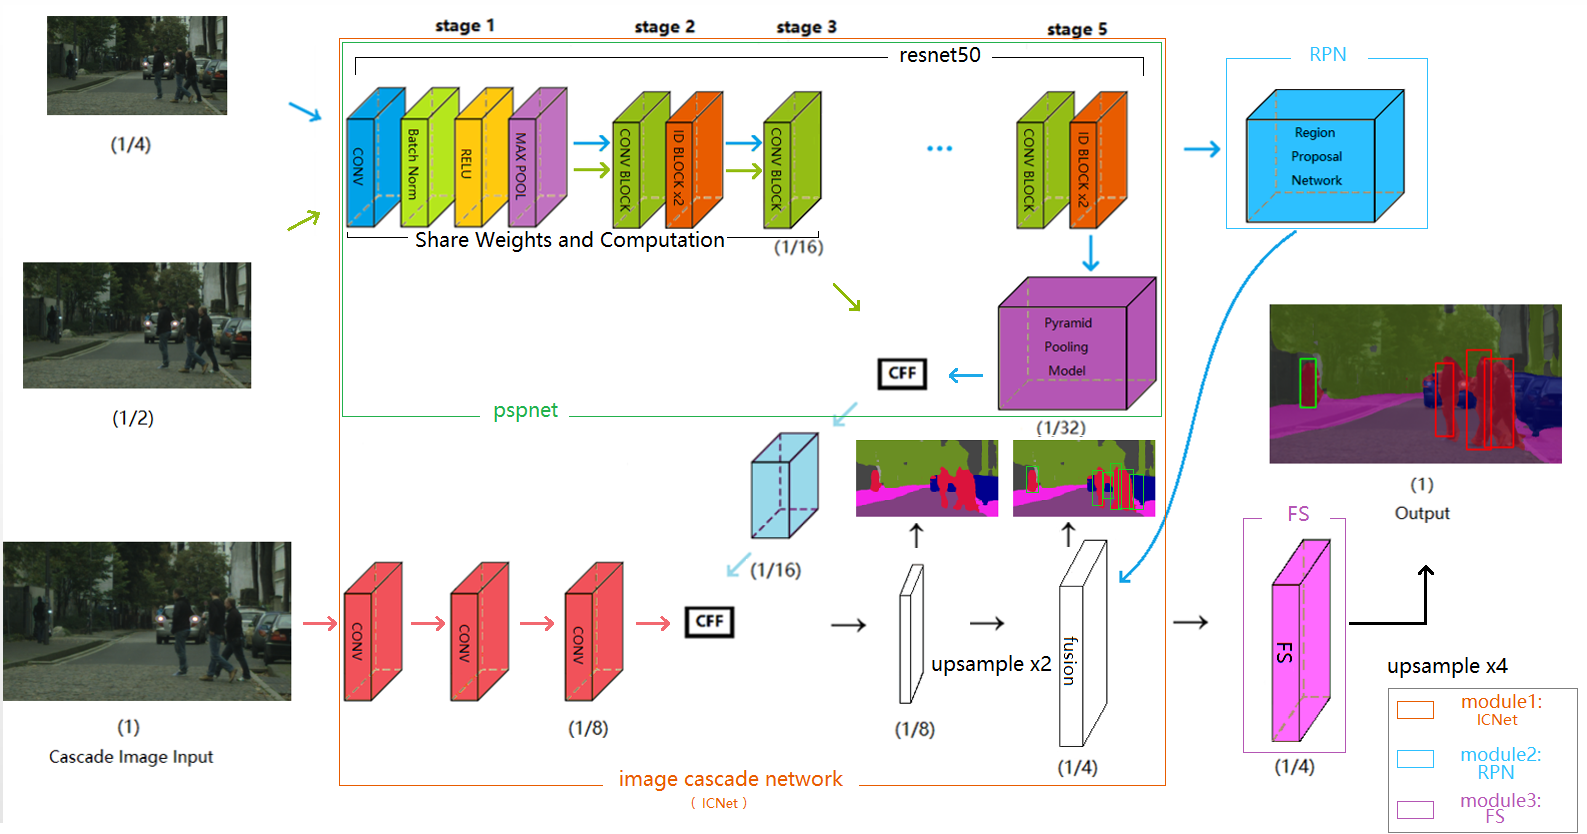 stage 1
stage 2
stage 3
stage 5
resnet50
RPN
(1/4)
CONV
Batch Norm
RELU
MAX POOL
CONV BLOCK
ID BLOCK x2
CONV BLOCK
...
CONV BLOCK
ID BLOCK x2
Region
Proposal
Network
Share Weights and Computation
(1/16)
(1/2)
Pyramid
Pooling
Model
CFF
pspnet
(1/32)
(1)
Output
FS
(1/16)
CONV
CONV
CONV
CFF
upsample x2
fusion
FS
upsample x4
(1)
Cascade Image Input
(1/8)
(1/8)
(1/4)
(1/4)
image cascade network
( ICNet )
module1:
ICNet
module2:
RPN
module3:
FS